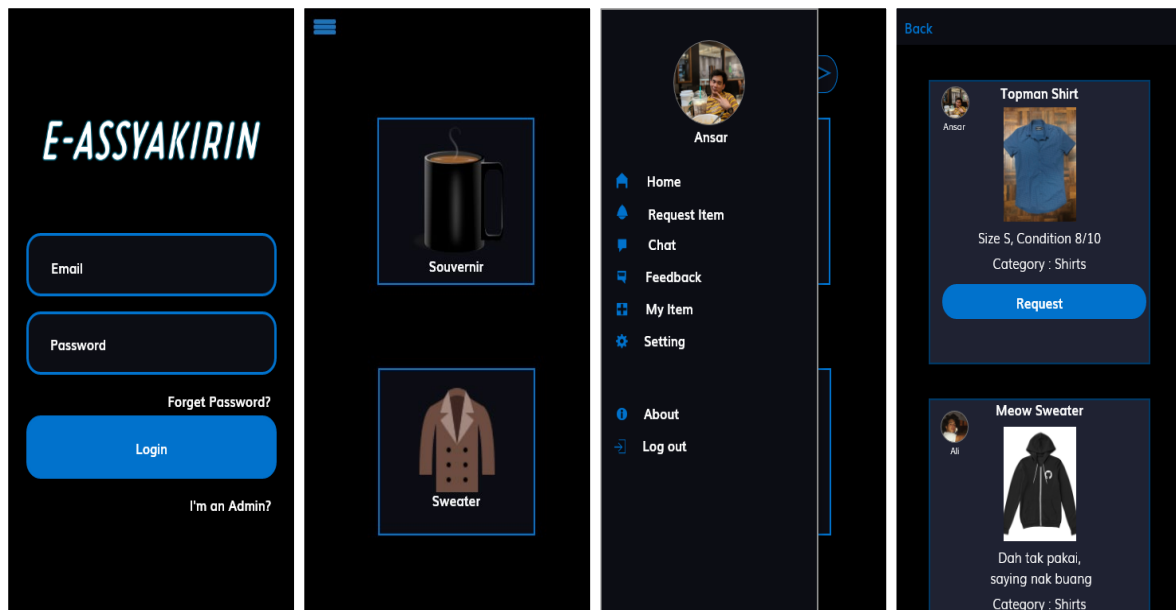 E-ASSYAKIRIN
Email
Password
Forget Password?
Login
I'm an Admin?
Souvernir
Sweater
Ansar
Home
Request Item
Chat
Feedback
My Item
Setting
About
Log out
Back
Topman Shirt
Ansar
Size S, Condition 8/10
Category : Shirts
Request
Meow Sweater
Ali
Dah tak pakai,
saying nak buang
Category : Shirts